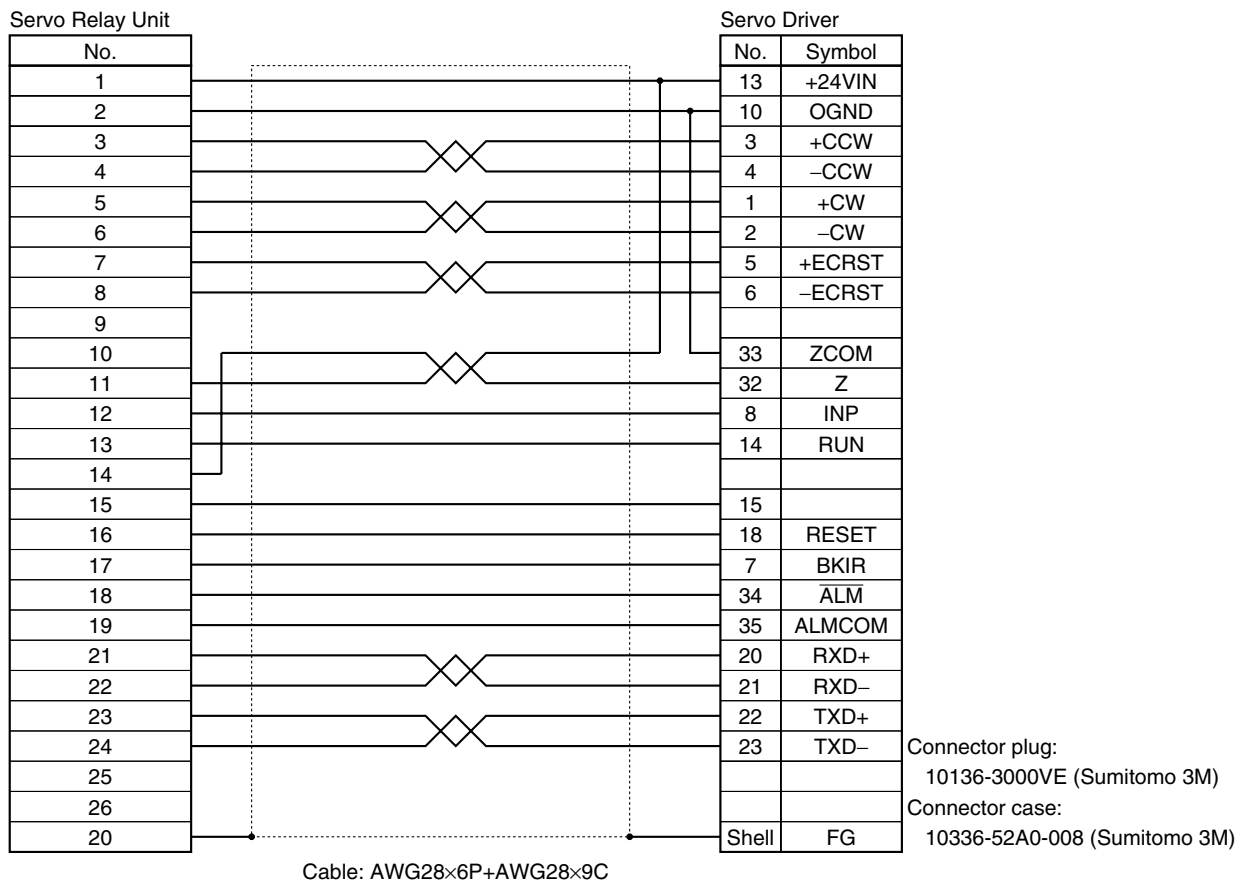 Servo Relay Unit Servo Driver
No. No. Symbol
1 13 +24VIN
2 10 OGND
3 3 +CCW
4 4 −CCW
5 1 +CW
6 2 −CW
7 5 +ECRST
8 6 −ECRST
9
10 33 ZCOM
11 32 Z
12 8 INP
13 14 RUN
14
15 15
16 18 RESET
17 7 BKIR
18 34 A̅L̅M̅
19 35 ALMCOM
21 20 RXD+
22 21 RXD−
23 22 TXD+
24 23 TXD− Connector plug:
25 10136-3000VE (Sumitomo 3M)
26 Connector case:
20 Shell FG 10336-52A0-008 (Sumitomo 3M)
Cable: AWG28×6P+AWG28×9C